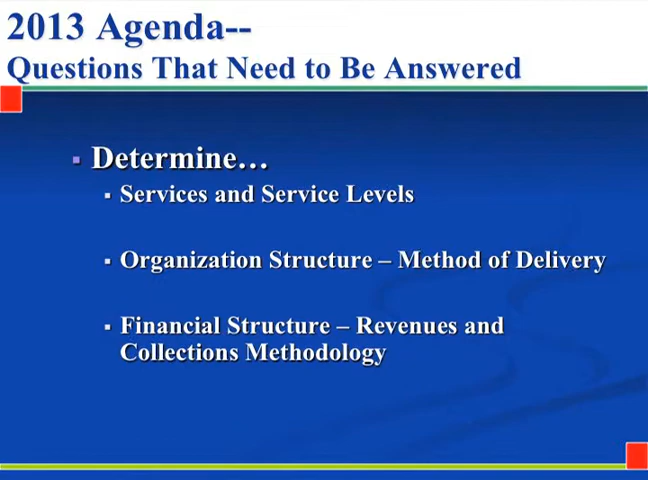 2013 Agenda--
Questions That Need to Be Answered
Determine…
Services and Service Levels
Organization Structure – Method of Delivery
Financial Structure – Revenues and
Collections Methodology